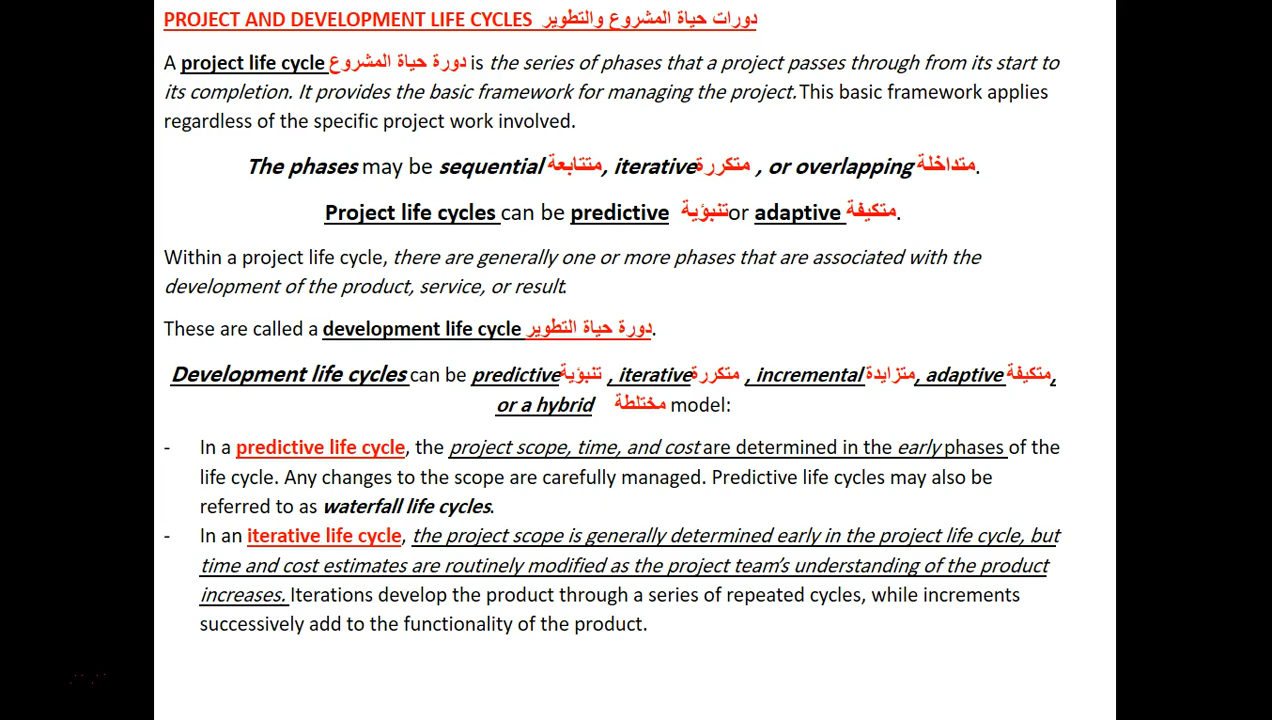 PROJECT AND DEVELOPMENT LIFE CYCLES دورات حياة المشروع والتطوير
A project life cycle دورة حياة المشروع is the series of phases that a project passes through from its start to
its completion. It provides the basic framework for managing the project. This basic framework applies
regardless of the specific project work involved.
The phases may be sequential متتابعة, iterative متكررة , or overlapping متداخلة.
Project life cycles can be predictive تنبؤية or adaptive متكيفة.
Within a project life cycle, there are generally one or more phases that are associated with the
development of the product, service, or result.
These are called a development life cycle دورة حياة التطوير.
Development life cycles can be predictive تنبؤية , iterative متكررة , incremental متزايدة, adaptive متكيفة,
or a hybrid مختلطة model:
- In a predictive life cycle, the project scope, time, and cost are determined in the early phases of the
life cycle. Any changes to the scope are carefully managed. Predictive life cycles may also be
referred to as waterfall life cycles.
- In an iterative life cycle, the project scope is generally determined early in the project life cycle, but
time and cost estimates are routinely modified as the project team's understanding of the product
increases. Iterations develop the product through a series of repeated cycles, while increments
successively add to the functionality of the product.